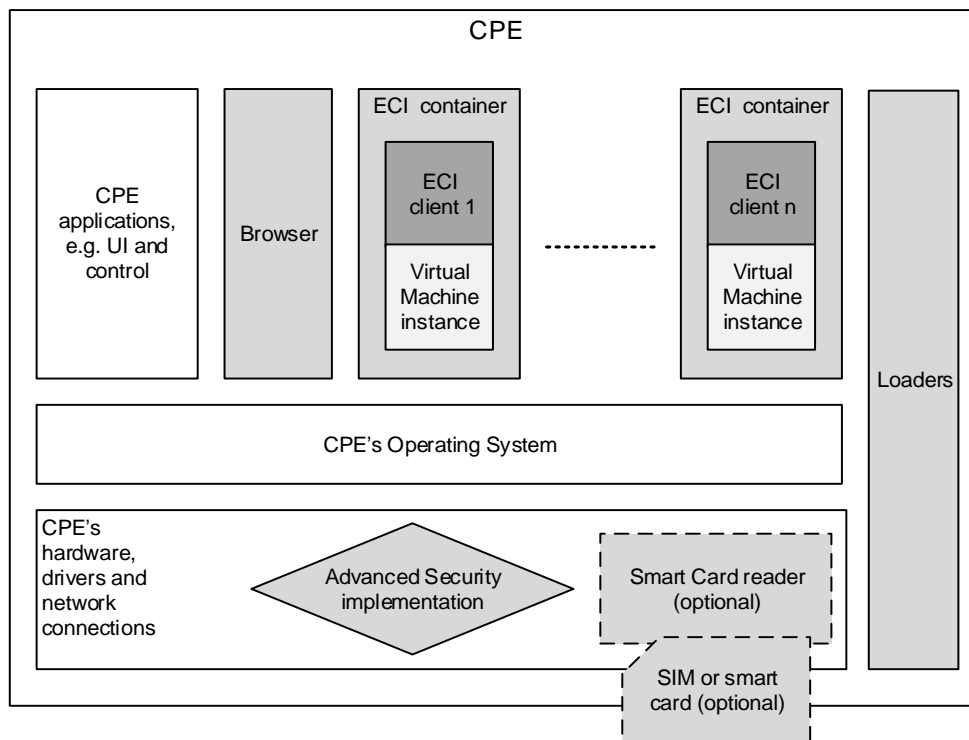 CPE
CPE
applications,
e.g. UI and
control
Browser
ECI container
ECI
client 1
Virtual
Machine
instance
ECI container
ECI
client n
Virtual
Machine
instance
Loaders
CPE's Operating System
CPE's
hardware,
drivers and
network
connections
Advanced Security
implementation
Smart Card reader
(optional)
SIM or smart
card (optional)